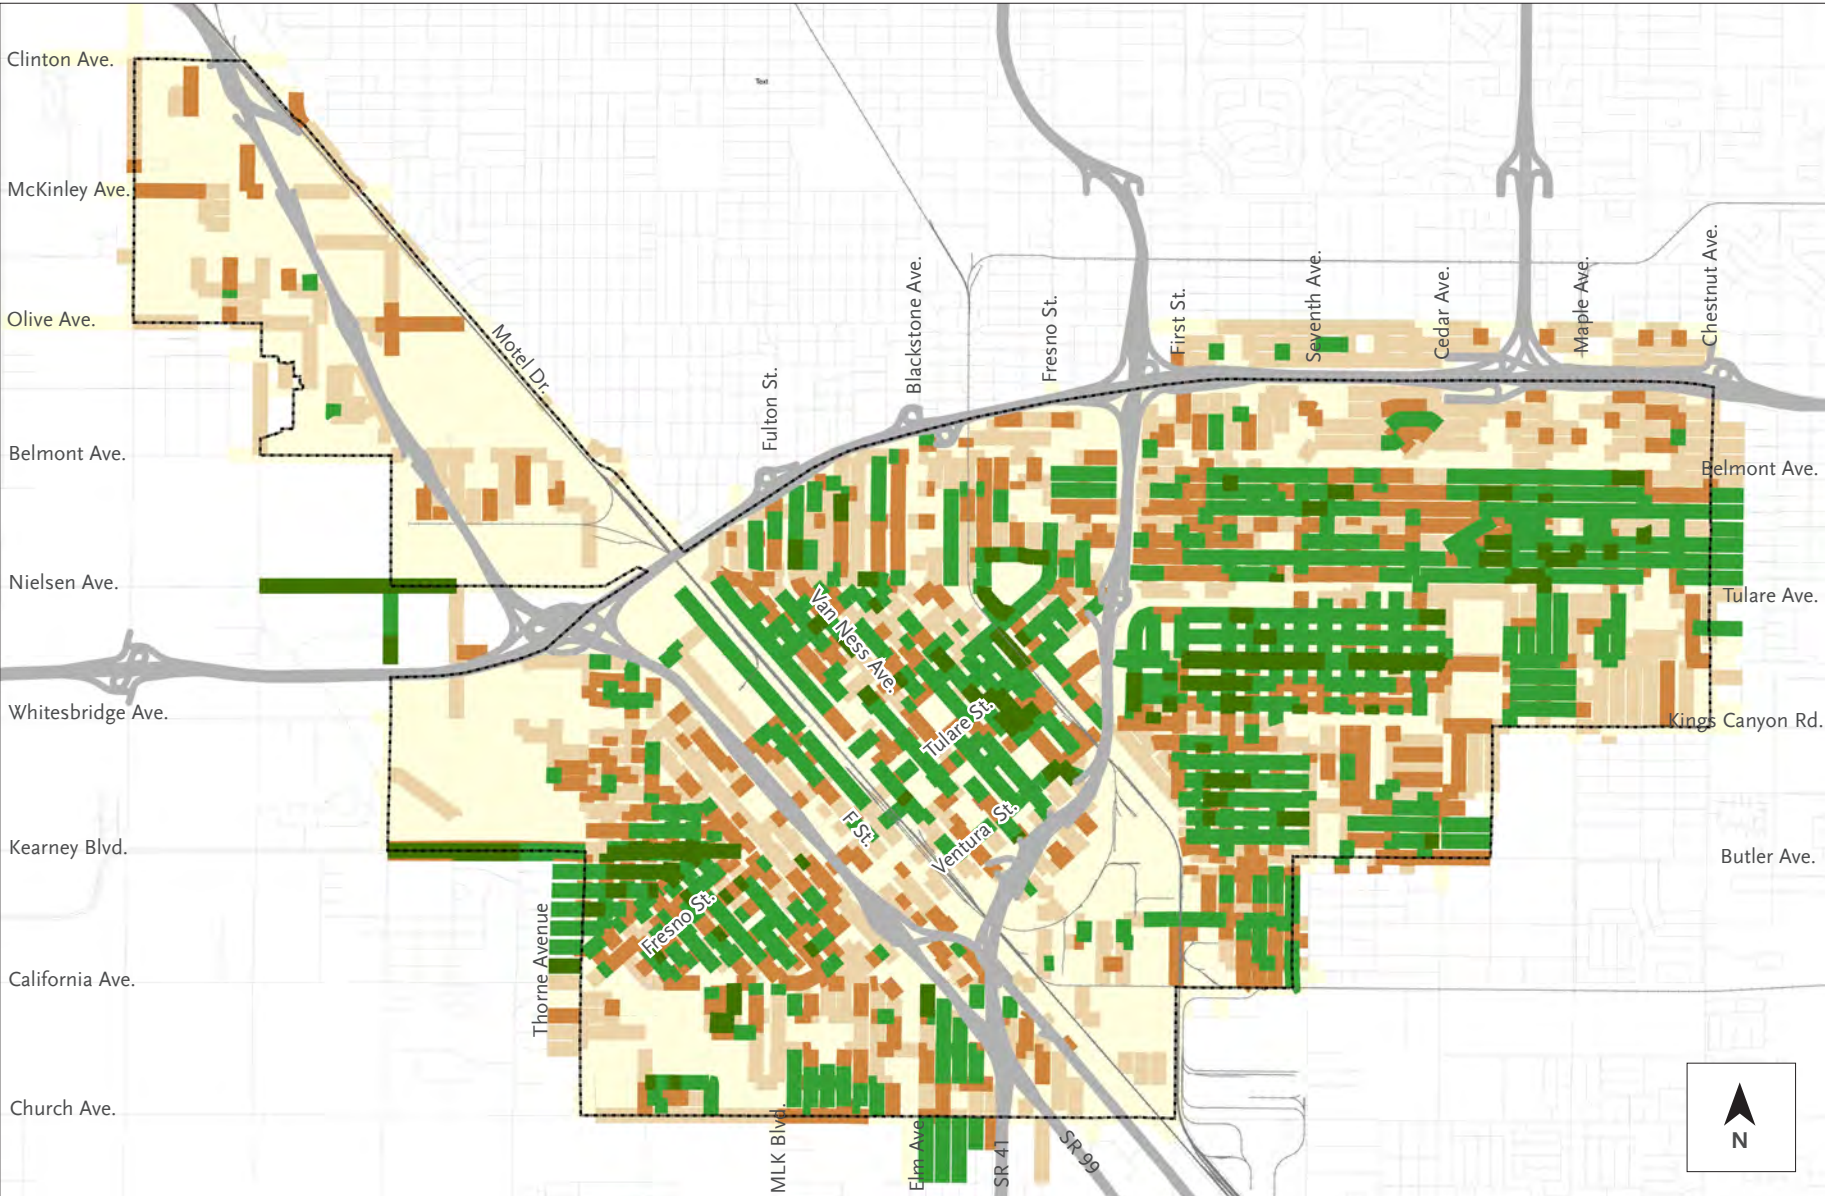 Clinton Ave.
Text
McKinley Ave.
Olive Ave.
Motel Dr.
Fulton St.
Blackstone Ave.
Fresno St.
First St.
Seventh Ave.
Cedar Ave.
Maple Ave.
Chestnut Ave.
Belmont Ave.
Belmont Ave.
Nielsen Ave.
Tulare Ave.
Van Ness Ave.
Whitesbridge Ave.
Tulare St.
Kings Canyon Rd.
F St.
Ventura St.
Kearney Blvd.
Butler Ave.
Fresno St.
Thorne Avenue
California Ave.
Church Ave.
MLK Blvd.
Elm Ave.
SR 41
SR 99
N